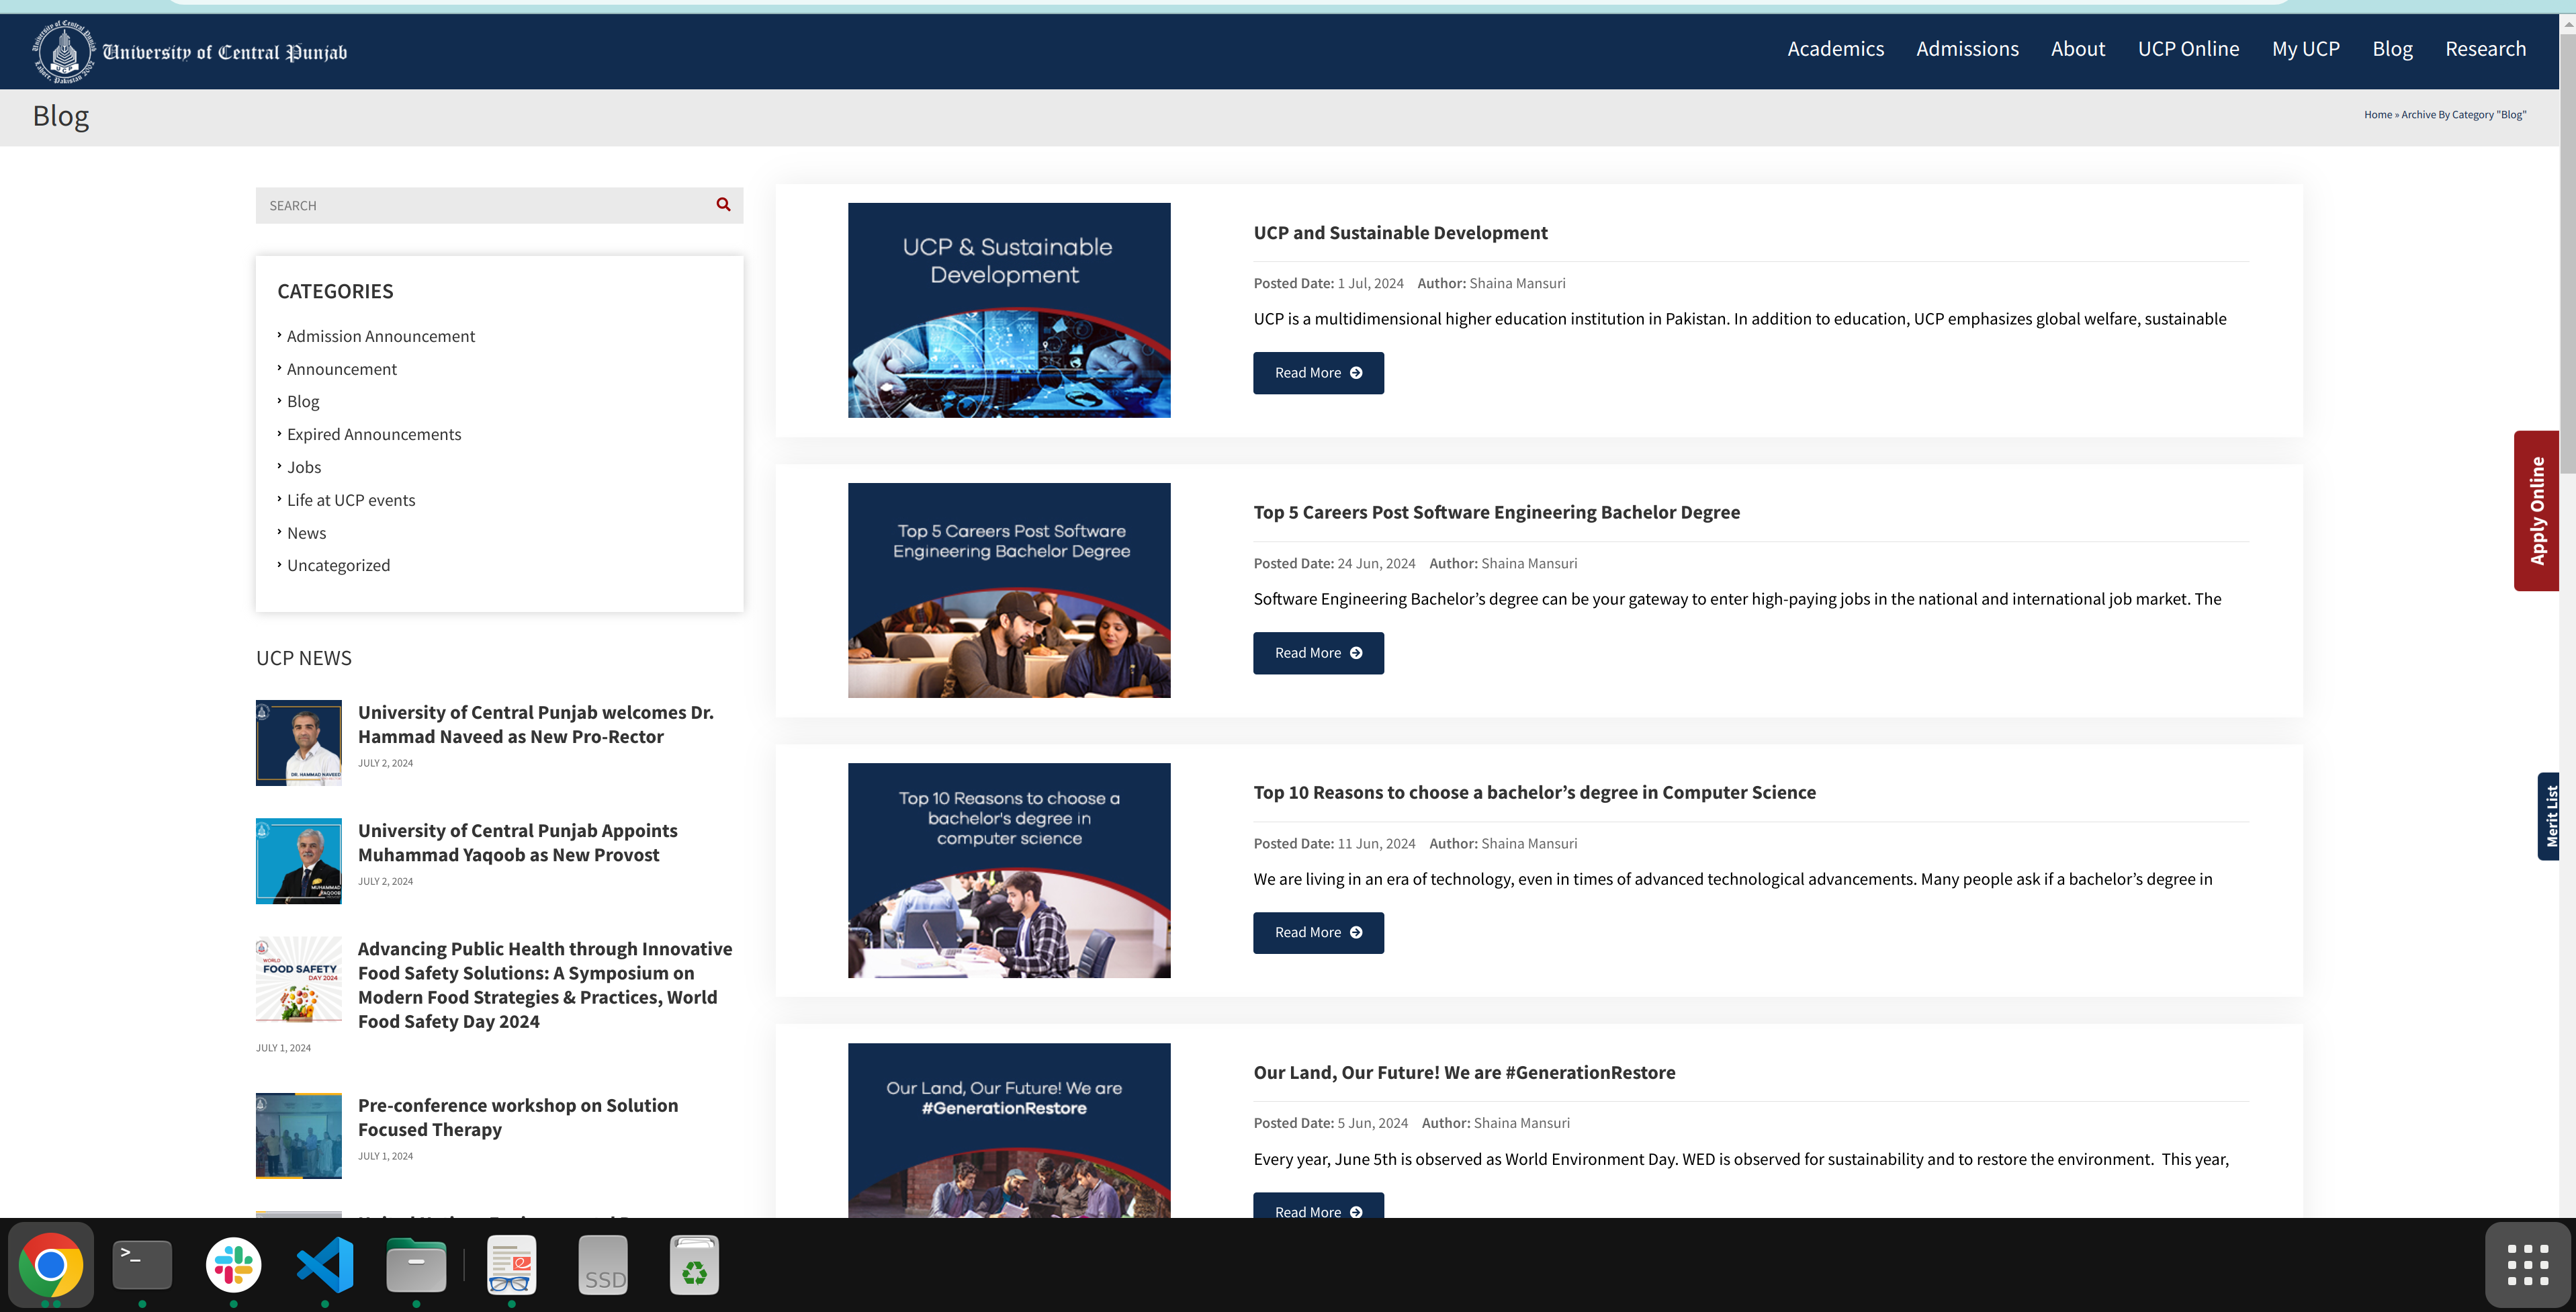 University of Central Punjab
Academics Admissions About UCP Online My UCP Blog Research
Blog
Home » Archive By Category "Blog"
SEARCH
CATEGORIES
Admission Announcement
Announcement
Blog
Expired Announcements
Jobs
Life at UCP events
News
Uncategorized
UCP NEWS
DR. HAMMAD NAVEED
University of Central Punjab welcomes Dr.
Hammad Naveed as New Pro-Rector
JULY 2, 2024
MUHAMMAD
YAQOOB
University of Central Punjab Appoints
Muhammad Yaqoob as New Provost
JULY 2, 2024
WORLD
FOOD SAFETY
DAY 2024
Advancing Public Health through Innovative
Food Safety Solutions: A Symposium on
Modern Food Strategies & Practices, World
Food Safety Day 2024
JULY 1, 2024
Pre-conference workshop on Solution
Focused Therapy
JULY 1, 2024
UCP & Sustainable
Development
UCP and Sustainable Development
Posted Date: 1 Jul, 2024 Author: Shaina Mansuri
UCP is a multidimensional higher education institution in Pakistan. In addition to education, UCP emphasizes global welfare, sustainable
Read More
Top 5 Careers Post Software
Engineering Bachelor Degree
Top 5 Careers Post Software Engineering Bachelor Degree
Posted Date: 24 Jun, 2024 Author: Shaina Mansuri
Software Engineering Bachelor’s degree can be your gateway to enter high-paying jobs in the national and international job market. The
Read More
Top 10 Reasons to choose a
bachelor's degree in
computer science
Top 10 Reasons to choose a bachelor’s degree in Computer Science
Posted Date: 11 Jun, 2024 Author: Shaina Mansuri
We are living in an era of technology, even in times of advanced technological advancements. Many people ask if a bachelor’s degree in
Read More
Our Land, Our Future! We are
#GenerationRestore
Our Land, Our Future! We are #GenerationRestore
Posted Date: 5 Jun, 2024 Author: Shaina Mansuri
Every year, June 5th is observed as World Environment Day. WED is observed for sustainability and to restore the environment. This year,
Read More
Apply Online
Merit List
>_
SSD